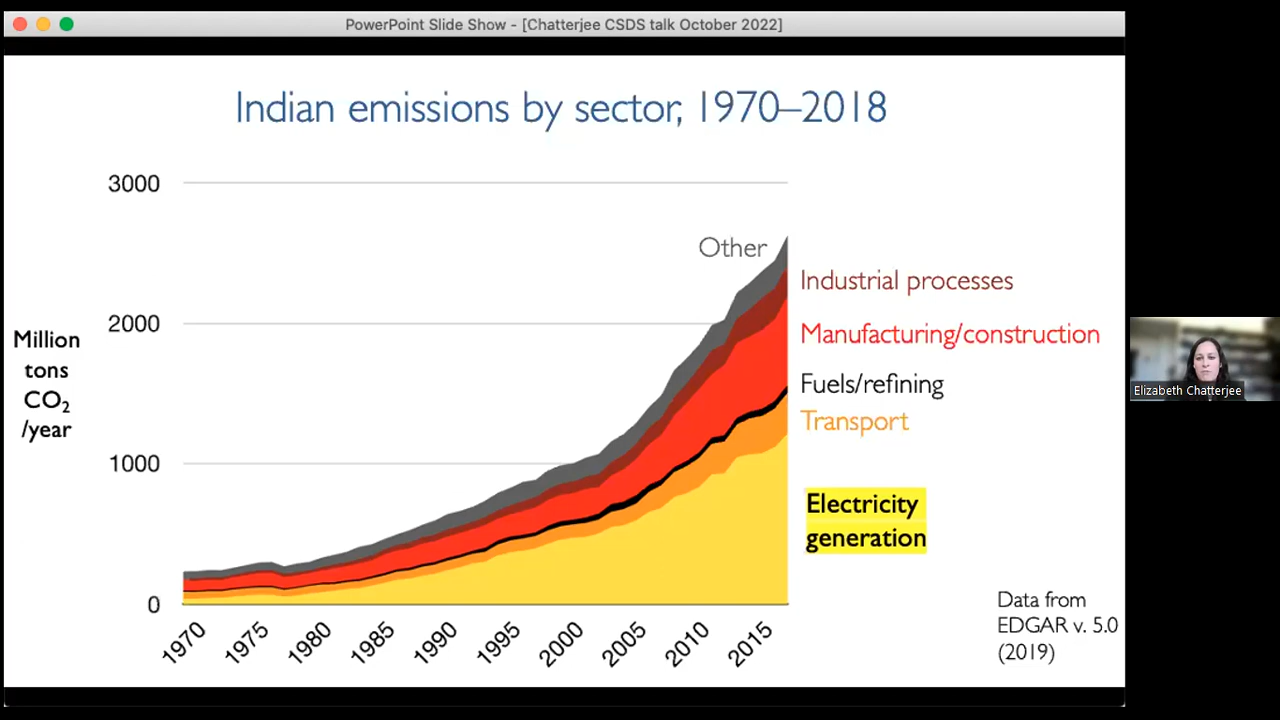 PowerPoint Slide Show - [Chatterjee CSDS talk October 2022]
Indian emissions by sector, 1970–2018
3000
2000
1000
0
Million
tons
CO₂
/year
1970
1975
1980
1985
1990
1995
2000
2005
2010
2015
Other
Industrial processes
Manufacturing/construction
Fuels/refining
Transport
Electricity
generation
Data from
EDGAR v. 5.0
(2019)
Elizabeth Chatterjee